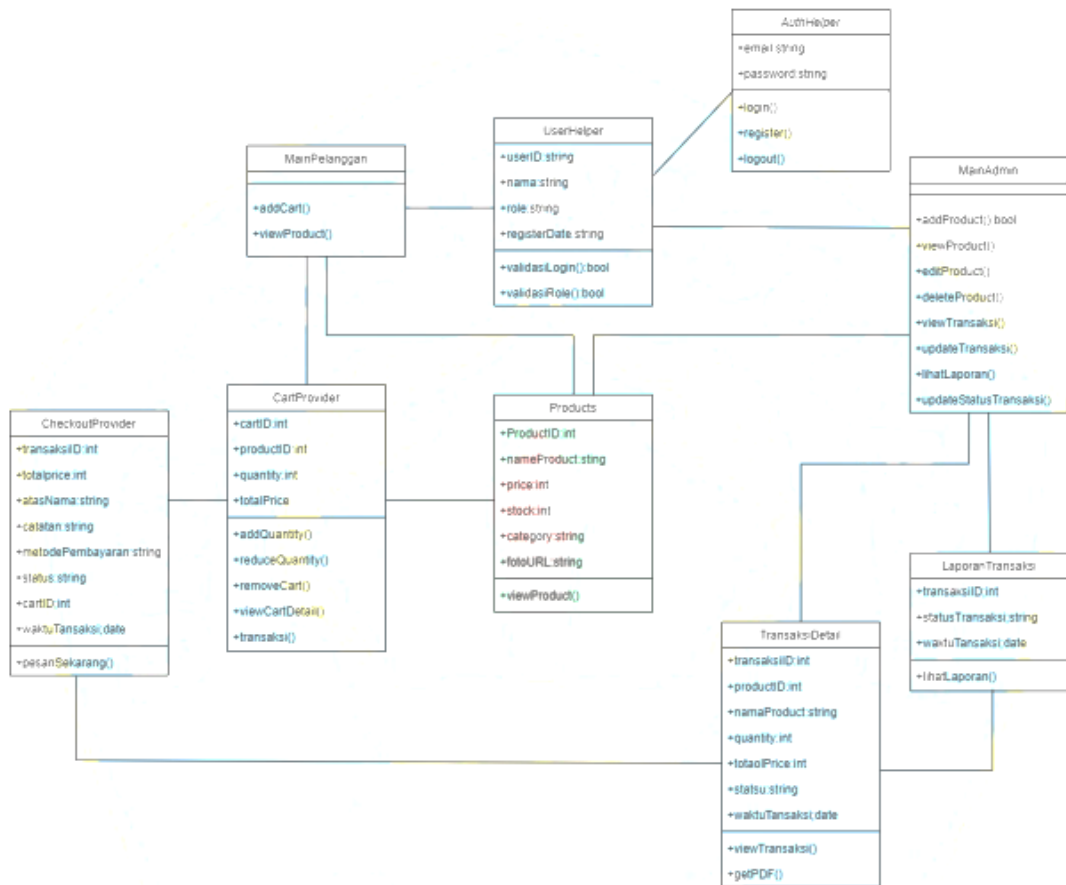 AuthHelper
+email:string
+password:string
+login()
+register()
+logout()
UserHelper
+userID:string
+nama:string
+role:string
+registerDate:string
+validasiLogin():bool
+validasiRole():bool
MainPelanggan
+addCart()
+viewProduct()
MainAdmin
+addProduct():bool
+viewProduct()
+editProduct()
+deleteProduct()
+viewTransaksi()
+updateTransaksi()
+lihatLaporan()
+updateStatusTransaksi()
CheckoutProvider
+transaksiID:int
+totalprice:int
+atasNama:string
+catatan:string
+metodePembayaran:string
+status:string
+cartID:int
+waktuTansaksi;date
+pesanSekarang()
CartProvider
+cartID:int
+productID:int
+quantity:int
+totalPrice
+addQuantity()
+reduceQuantity()
+removeCart()
+viewCartDetail()
+transaksi()
Products
+ProductID:int
+nameProduct:sting
+price:int
+stock:int
+category:string
+fotoURL:string
+viewProduct()
LaporanTransaksi
+transaksiID:int
+statusTransaksi:string
+waktuTansaksi;date
+lihatLaporan()
TransaksiDetail
+transaksiID:int
+productID:int
+namaProduct:string
+quantity:int
+totaolPrice:int
+statsu:string
+waktuTansaksi;date
+viewTransaksi()
+getPDF()